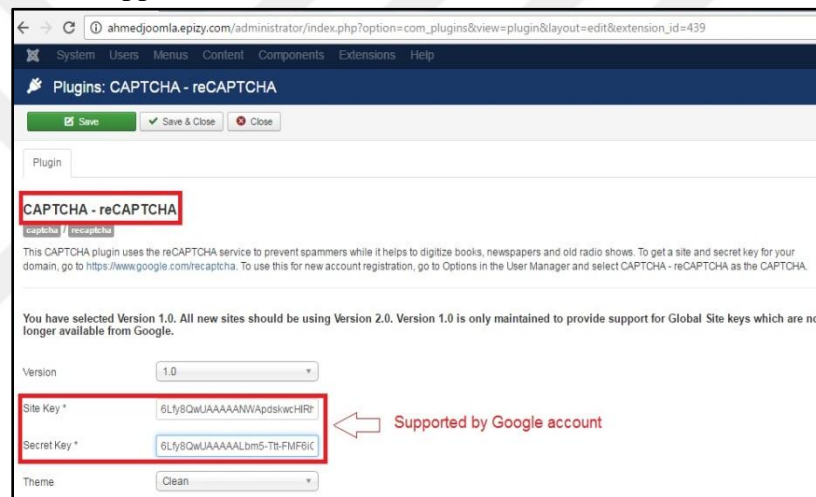 ahmedjoomla.epizy.com/administrator/index.php?option=com_plugins&view=plugin&layout=edit&extension_id=439
System Users Menus Content Components Extensions Help
Plugins: CAPTCHA - reCAPTCHA
Save Save & Close Close
Plugin
CAPTCHA - reCAPTCHA
captcha / recaptcha
This CAPTCHA plugin uses the reCAPTCHA service to prevent spammers while it helps to digitize books, newspapers and old radio shows. To get a site and secret key for your
domain, go to https://www.google.com/recaptcha. To use this for new account registration, go to Options in the User Manager and select CAPTCHA - reCAPTCHA as the CAPTCHA.
You have selected Version 1.0. All new sites should be using Version 2.0. Version 1.0 is only maintained to provide support for Global Site keys which are no
longer available from Google.
Version 1.0
Site Key *
Supported by Google account
Secret Key *
Theme Clean